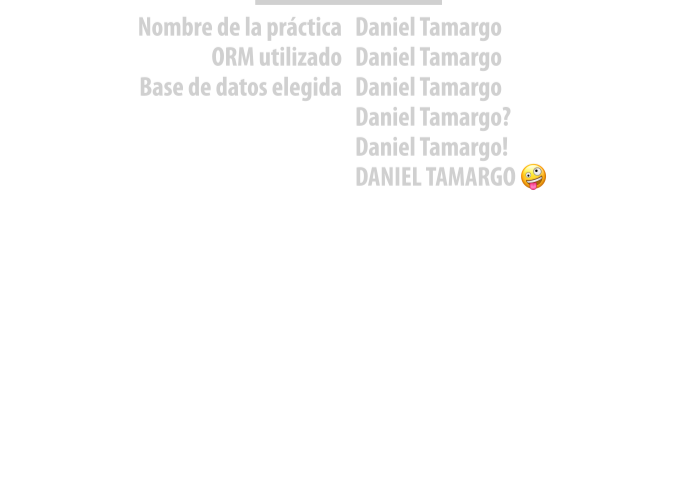 Nombre de la práctica Daniel Tamargo
ORM utilizado Daniel Tamargo
Base de datos elegida Daniel Tamargo
Daniel Tamargo?
Daniel Tamargo!
DANIEL TAMARGO 🤪